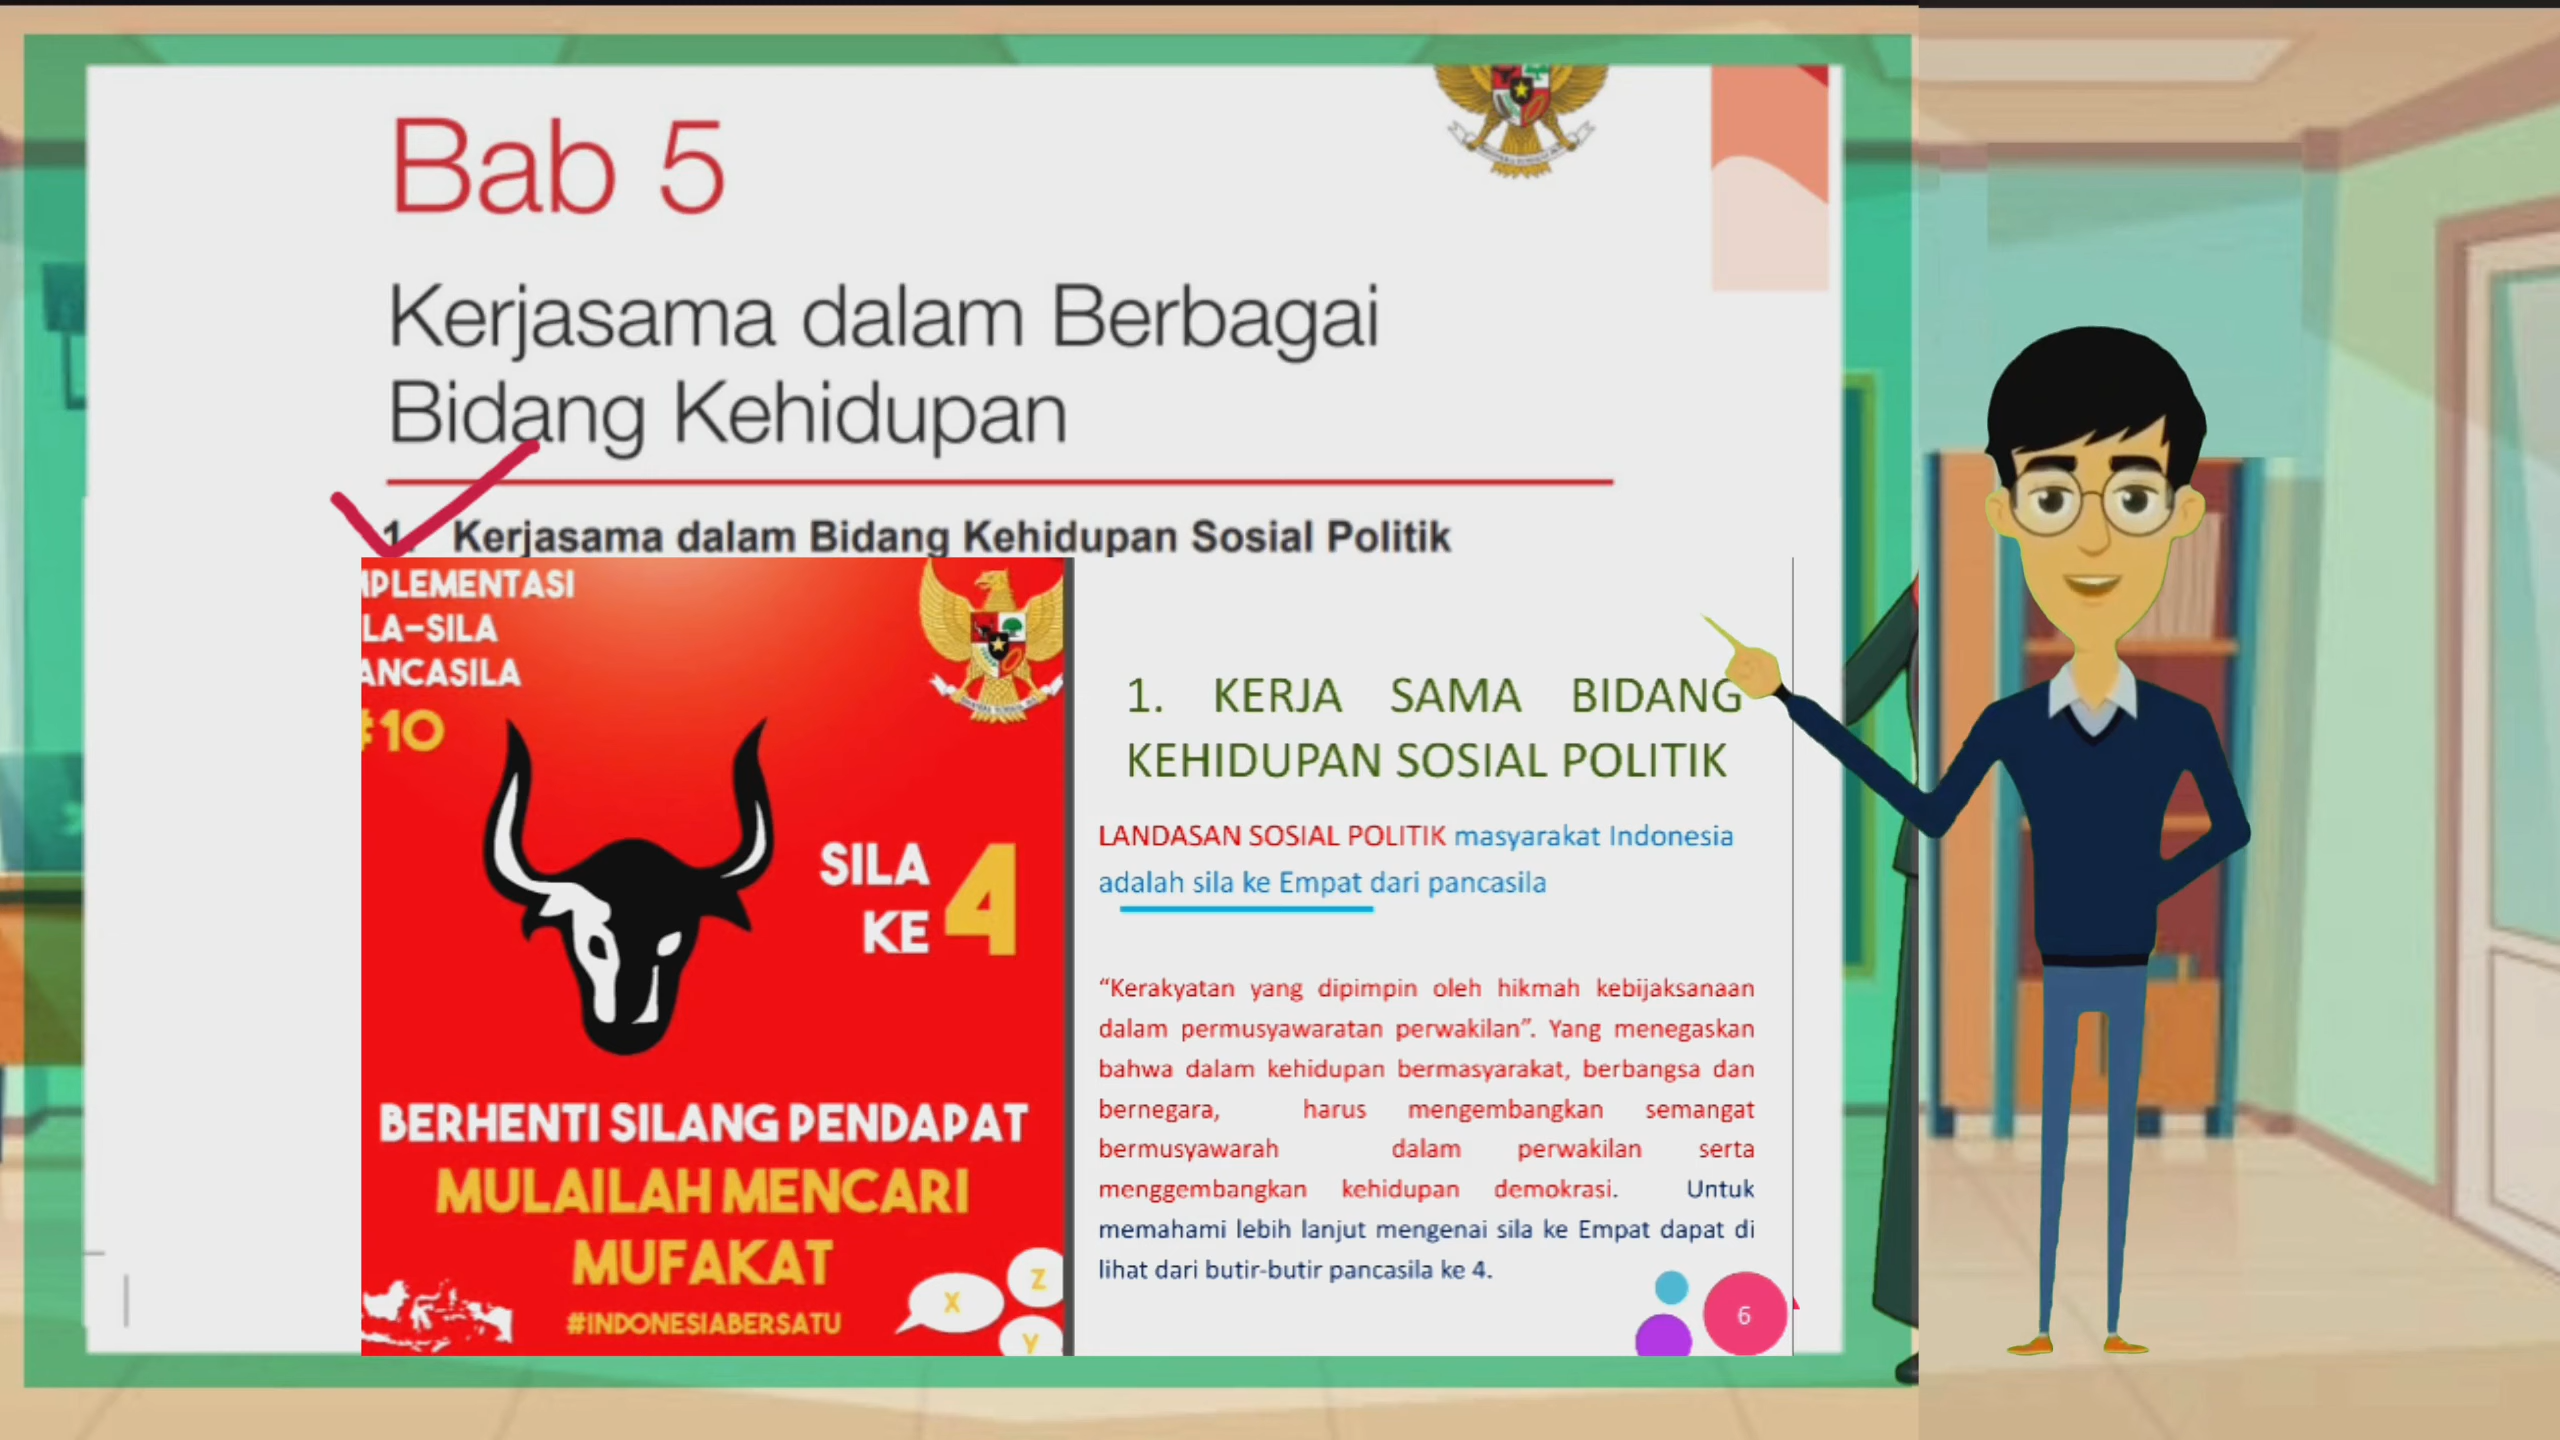 Bab 5
Kerjasama dalam Berbagai
Bidang Kehidupan
1. Kerjasama dalam Bidang Kehidupan Sosial Politik
MPLEMENTASI
LA-SILA
ANCASILA
#10
SILA
KE 4
BERHENTI SILANG PENDAPAT
MULAILAH MENCARI
MUFAKAT
#INDONESIABERSATU
X
Z
Y
1. KERJA SAMA BIDANG
KEHIDUPAN SOSIAL POLITIK
LANDASAN SOSIAL POLITIK masyarakat Indonesia
adalah sila ke Empat dari pancasila
“Kerakyatan yang dipimpin oleh hikmah kebijaksanaan
dalam permusyawaratan perwakilan”. Yang menegaskan
bahwa dalam kehidupan bermasyarakat, berbangsa dan
bernegara, harus mengembangkan semangat
bermusyawarah dalam perwakilan serta
menggembangkan kehidupan demokrasi. Untuk
memahami lebih lanjut mengenai sila ke Empat dapat di
lihat dari butir-butir pancasila ke 4.
6